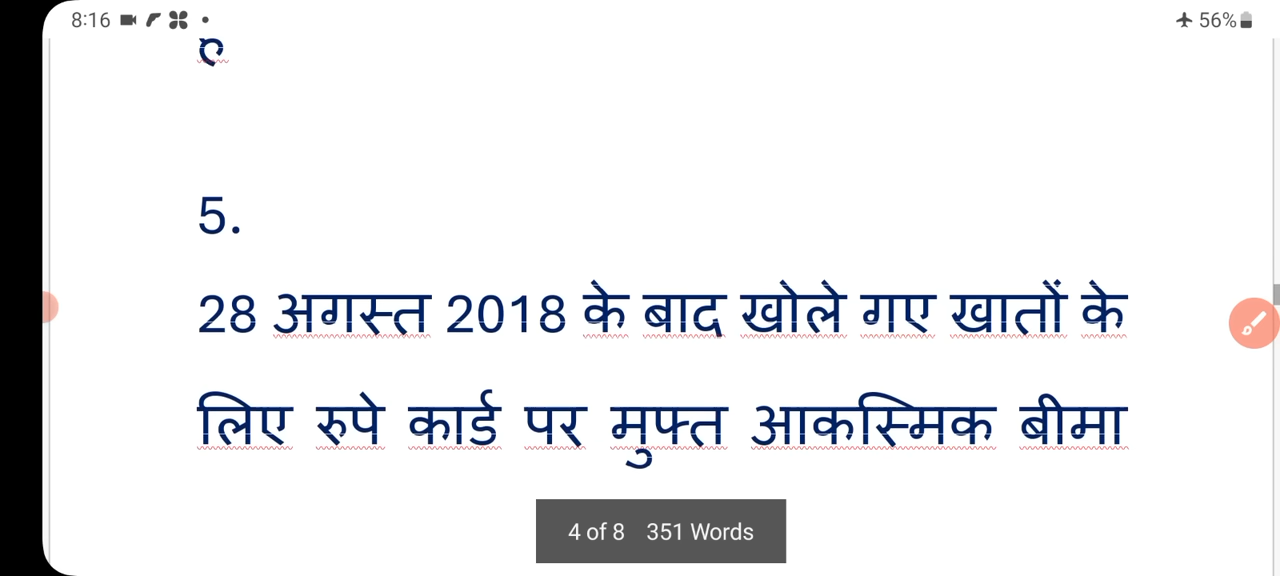 8:16
56%
5.
28 अगस्त 2018 के बाद खोले गए खातों के
लिए रुपे कार्ड पर मुफ्त आकस्मिक बीमा
4 of 8 351 Words